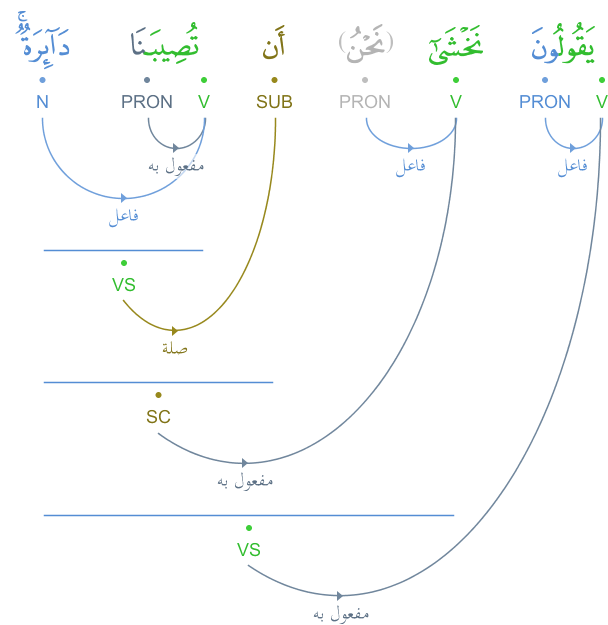 يَقُولُونَ نَخْشَىٰٓ (نَحْنُ) أَن تُصِيبَنَا دَآئِرَةٌ ۚ
V PRON V PRON SUB V PRON N
فاعل فاعل مفعول به
فاعل
VS
صلة
SC
مفعول به
VS
مفعول به